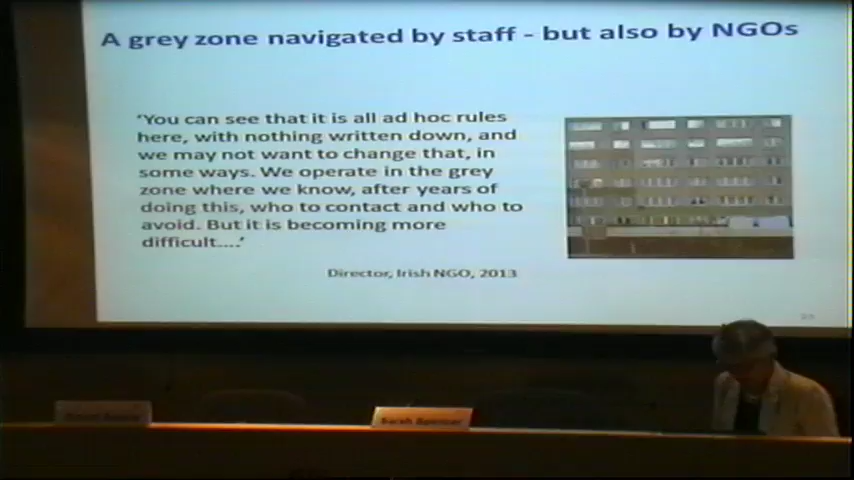 A grey zone navigated by staff - but also by NGOs
'You can see that it is all ad hoc rules
here, with nothing written down, and
we may not want to change that, in
some ways. We operate in the grey
zone where we know, after years of
doing this, who to contact and who to
avoid. But it is becoming more
difficult....'
Director, Irish NGO, 2013
Sarah Spencer